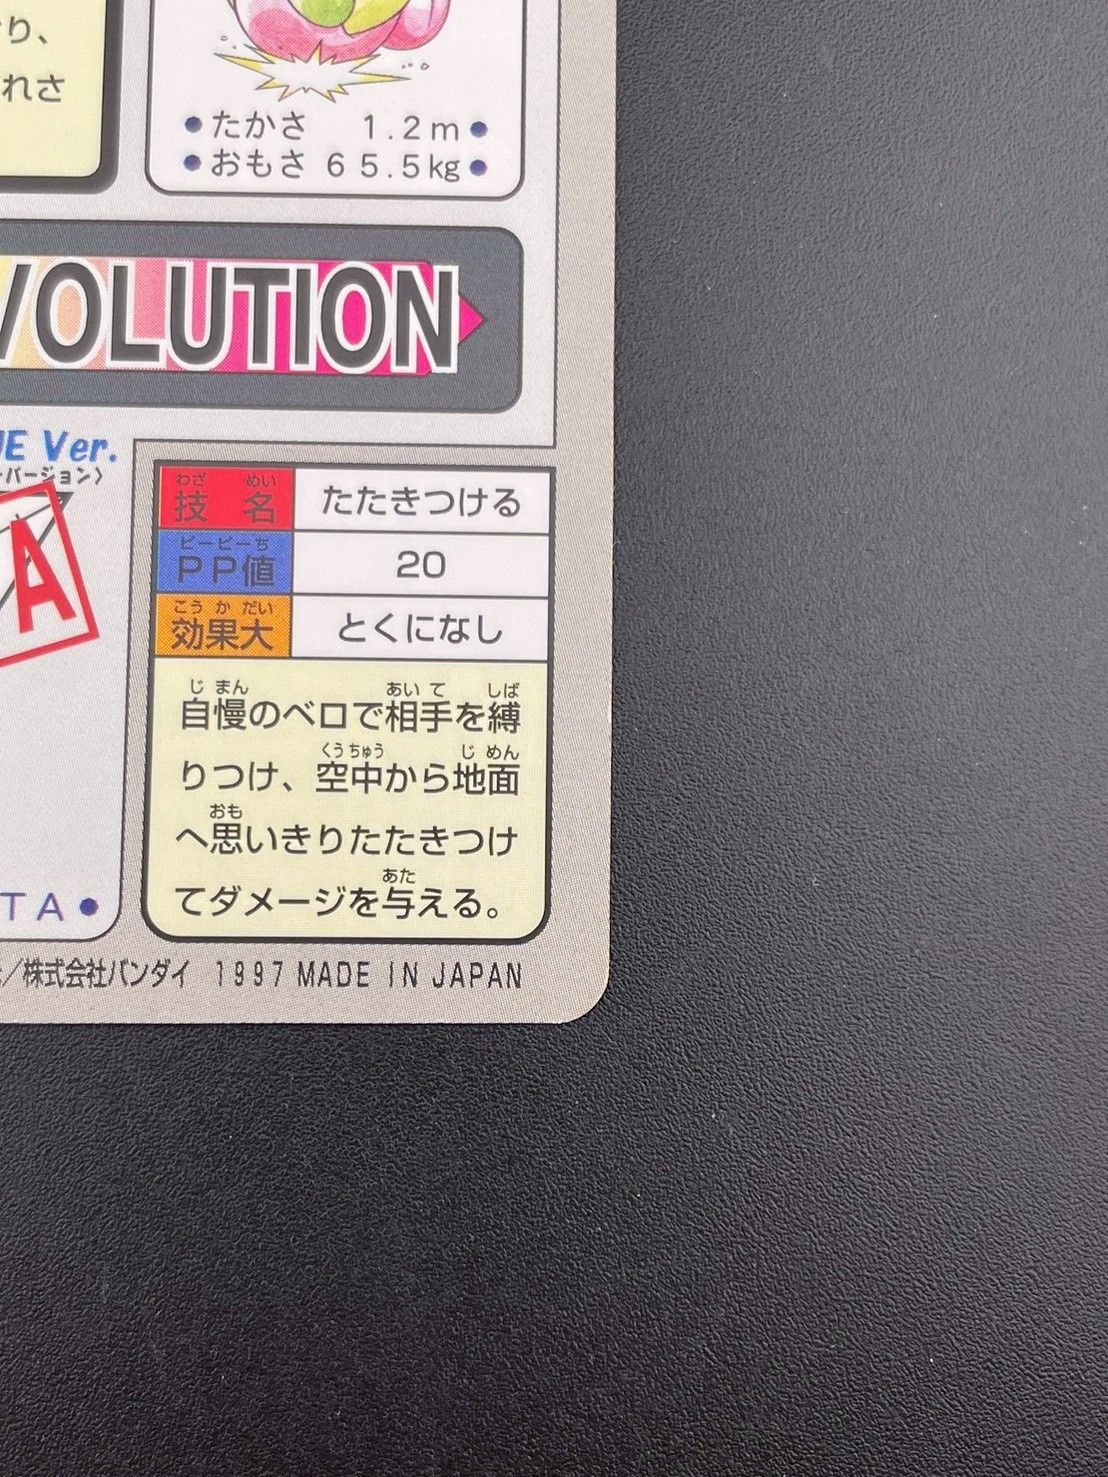 り、
れさ
●たかさ 1.2m●
●おもさ 65.5kg●
VOLUTION
UE Ver.
バージョン〉
A
わざ めい
技名 たたきつける
ピーピーち
PP値 20
こうかだい
効果大 とくになし
じまん あいて しば
自慢のベロで相手を縛
くうちゅう じめん
りつけ、空中から地面
おも
へ思いきりたたきつけ
あた
てダメージを与える。
TA●
／株式会社バンダイ 1997 MADE IN JAPAN